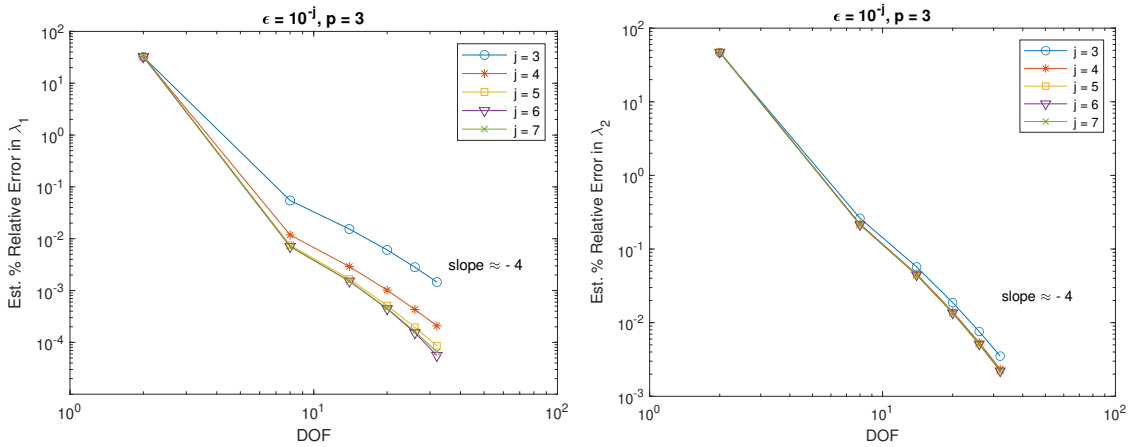 ϵ = 10^-j, p = 3
Est. % Relative Error in λ_1
10^2
10^1
10^0
10^-1
10^-2
10^-3
10^-4
j = 3
j = 4
j = 5
j = 6
j = 7
slope ≈ - 4
10^0
10^1
10^2
DOF
ϵ = 10^-j, p = 3
Est. % Relative Error in λ_2
10^2
10^1
10^0
10^-1
10^-2
10^-3
j = 3
j = 4
j = 5
j = 6
j = 7
slope ≈ - 4
10^0
10^1
10^2
DOF